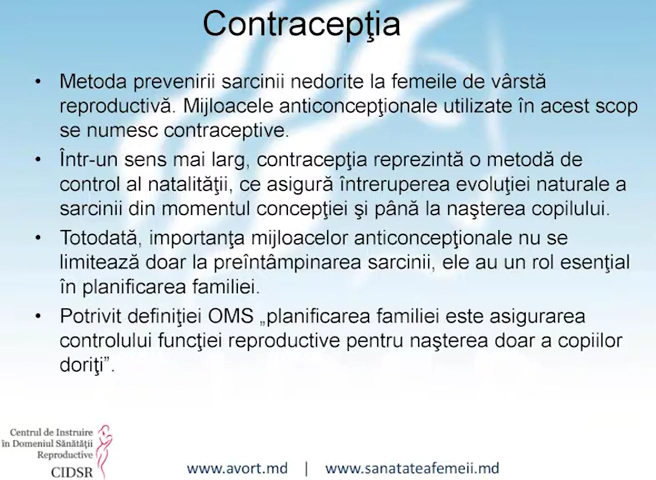 Contracepţia
• Metoda prevenirii sarcinii nedorite la femeile de vârstă
reproductivă. Mijloacele anticoncepţionale utilizate în acest scop
se numesc contraceptive.
• Într-un sens mai larg, contracepţia reprezintă o metodă de
control al natalităţii, ce asigură întreruperea evoluţiei naturale a
sarcinii din momentul concepţiei şi până la naşterea copilului.
• Totodată, importanţa mijloacelor anticoncepţionale nu se
limitează doar la preîntâmpinarea sarcinii, ele au un rol esenţial
în planificarea familiei.
• Potrivit definiţiei OMS „planificarea familiei este asigurarea
controlului funcţiei reproductive pentru naşterea doar a copiilor
doriţi”.
Centrul de Instruire
în Domeniul Sănătăţii
Reproductive
CIDSR
www.avort.md | www.sanatateafemeii.md